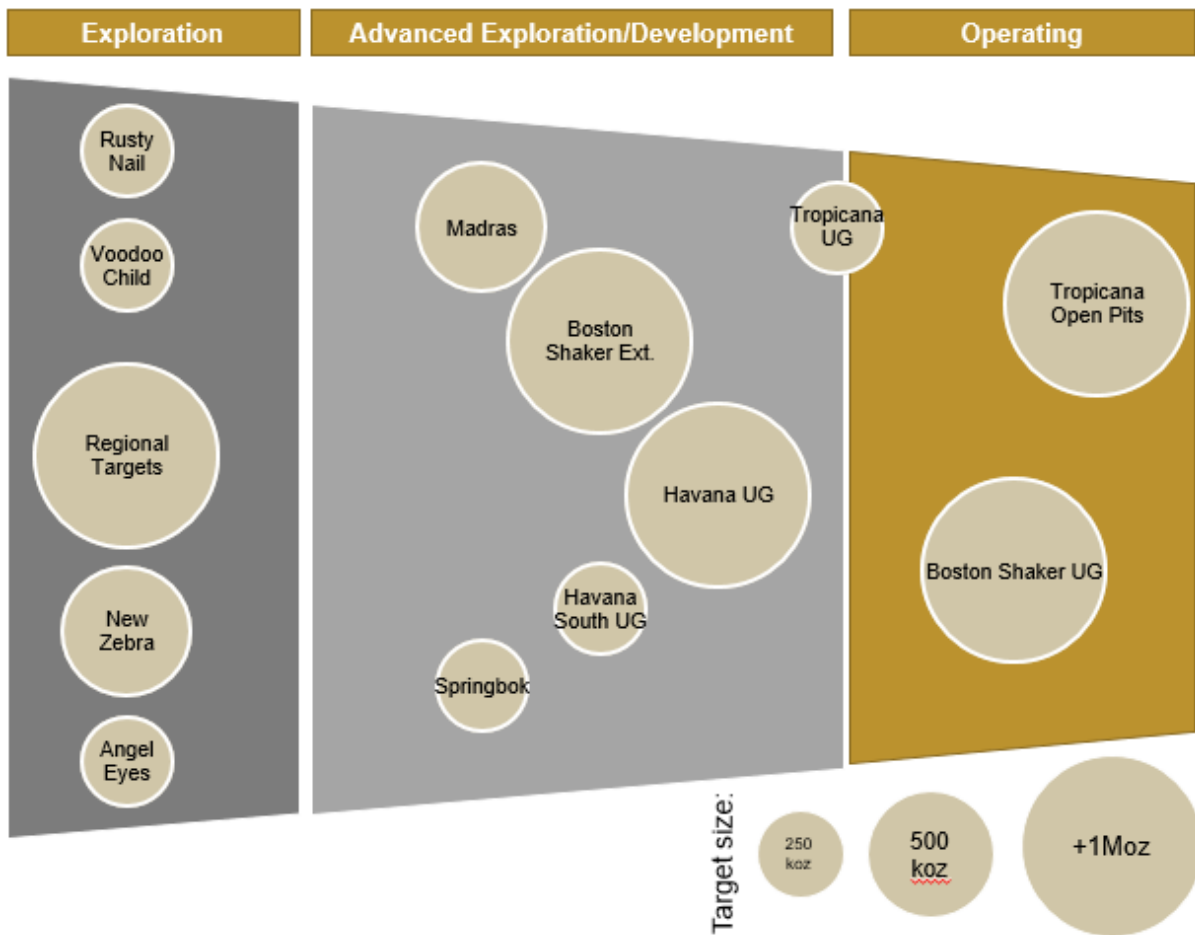 Exploration
Advanced Exploration/Development
Operating
Rusty
Nail
Voodoo
Child
Regional
Targets
New
Zebra
Angel
Eyes
Madras
Boston
Shaker Ext.
Havana UG
Havana
South UG
Springbok
Tropicana
UG
Tropicana
Open Pits
Boston Shaker UG
Target size:
250
koz
500
koz
+1Moz